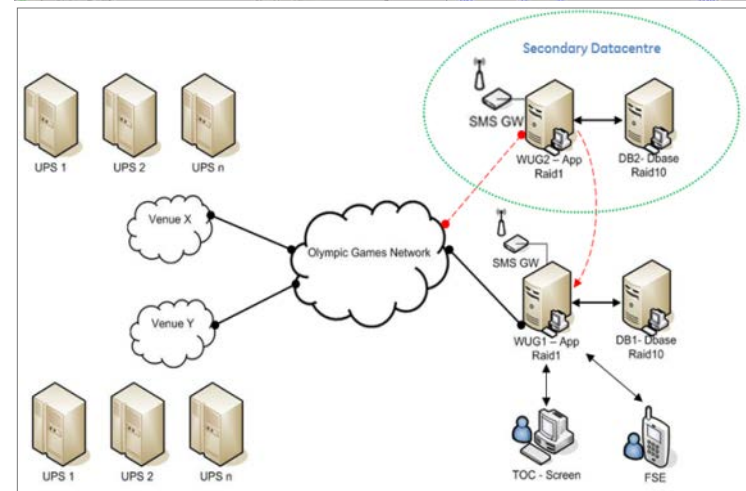 Secondary Datacentre
SMS GW
UPS 1
UPS 2
UPS n
WUG2 – App
Raid1
DB2- Dbase
Raid10
Venue X
Olympic Games Network
SMS GW
Venue Y
WUG1 – App
Raid1
DB1- Dbase
Raid10
UPS 1
UPS 2
UPS n
TOC - Screen
FSE